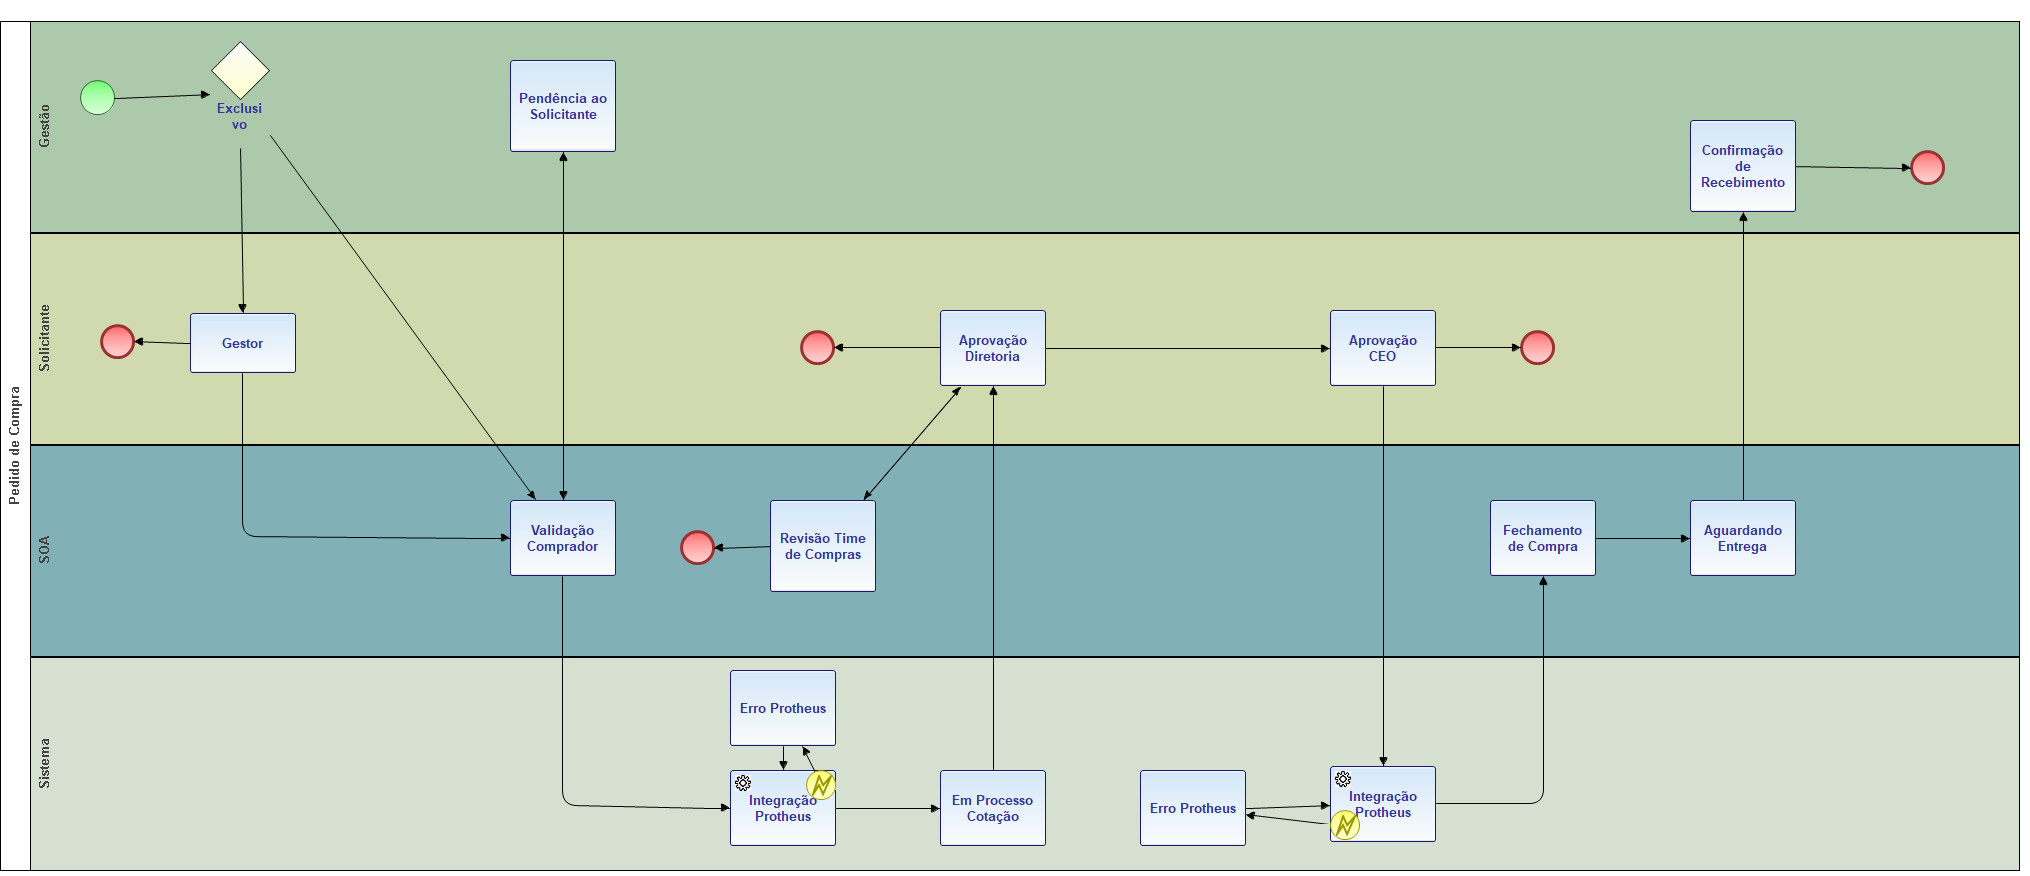 Pedido de Compra
Gestão
Exclusi
vo
Pendência ao
Solicitante
Confirmação
de
Recebimento
Solicitante
Gestor
Aprovação
Diretoria
Aprovação
CEO
SOA
Validação
Comprador
Revisão Time
de Compras
Fechamento
de Compra
Aguardando
Entrega
Sistema
Erro Protheus
Integração
Protheus
Em Processo
Cotação
Erro Protheus
Integração
Protheus